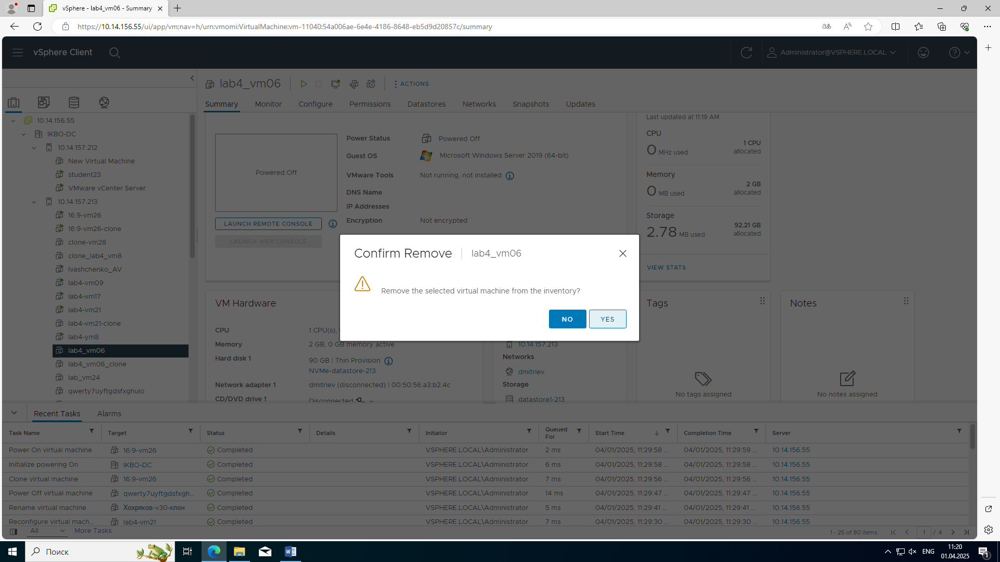 vSphere - lab4_vm06 - Summary
https://10.14.156.55/ui/app/vm;nav=h/urn:vmomi:VirtualMachine:vm-11040:54a006ae-6e4e-4186-8648-eb5d9d20857c/summary
vSphere Client
Administrator@VSPHERE.LOCAL
lab4_vm06
ACTIONS
Summary Monitor Configure Permissions Datastores Networks Snapshots Updates
10.14.156.55
IKBO-DC
10.14.157.212
New Virtual Machine
student23
VMware vCenter Server
10.14.157.213
16:9-vm26
16:9-vm26-clone
clone-vm28
clone_lab4_vm8
Ivashchenko_AV
lab4-vm09
lab4-vm17
lab4-vm21
lab4-vm21-clone
lab4-ym8
lab4_vm06
lab4_vm06_clone
lab_vm24
qwerty7uyftgdsfxghuio
Powered Off
LAUNCH REMOTE CONSOLE
LAUNCH WEB CONSOLE
Power Status Powered Off
Guest OS Microsoft Windows Server 2019 (64-bit)
VMware Tools Not running, not installed
DNS Name
IP Addresses
Encryption Not encrypted
Last updated at 11:19 AM
CPU
0 MHz used
1 CPU
allocated
Memory
0 MB used
2 GB
allocated
Storage
2.78 MB used
92.21 GB
allocated
VIEW STATS
Confirm Remove lab4_vm06
Remove the selected virtual machine from the inventory?
NO YES
VM Hardware
CPU 1 CPU(s),
Memory 2 GB, 0 GB memory active
Hard disk 1 90 GB | Thin Provision
NVMe-datastore-213
Network adapter 1 dmitriev (disconnected) | 00:50:56:a3:b2:4c
CD/DVD drive 1 Disconnected
10.14.157.213
Networks
dmitriev
Storage
datastore1-213
Tags
No tags assigned
Notes
No notes assigned
Recent Tasks Alarms
Task Name Target Status Details Initiator Queued For Start Time Completion Time Server
Power On virtual machine 16:9-vm26 Completed VSPHERE.LOCAL\Administrator 2 ms 04/01/2025, 11:29:58 ... 04/01/2025, 11:29:59 ... 10.14.156.55
Initialize powering On IKBO-DC Completed VSPHERE.LOCAL\Administrator 6 ms 04/01/2025, 11:29:58 ... 04/01/2025, 11:29:58 ... 10.14.156.55
Clone virtual machine 16:9-vm26 Completed VSPHERE.LOCAL\Administrator 7 ms 04/01/2025, 11:29:56 ... 04/01/2025, 11:29:56 ... 10.14.156.55
Power Off virtual machine qwerty7uyftgdsfxgh... Completed VSPHERE.LOCAL\Administrator 14 ms 04/01/2025, 11:29:47 ... 04/01/2025, 11:29:47 ... 10.14.156.55
Rename virtual machine Хохряков-v30-клон Completed VSPHERE.LOCAL\Administrator 5 ms 04/01/2025, 11:29:41 ... 04/01/2025, 11:29:41 ... 10.14.156.55
Reconfigure virtual mach... lab4-vm21 Completed VSPHERE.LOCAL\Administrator 7 ms 04/01/2025, 11:29:30 ... 04/01/2025, 11:29:30 ... 10.14.156.55
All More Tasks 1 - 25 of 80 items 1 / 4
Поиск
ENG
11:20
01.04.2025
1